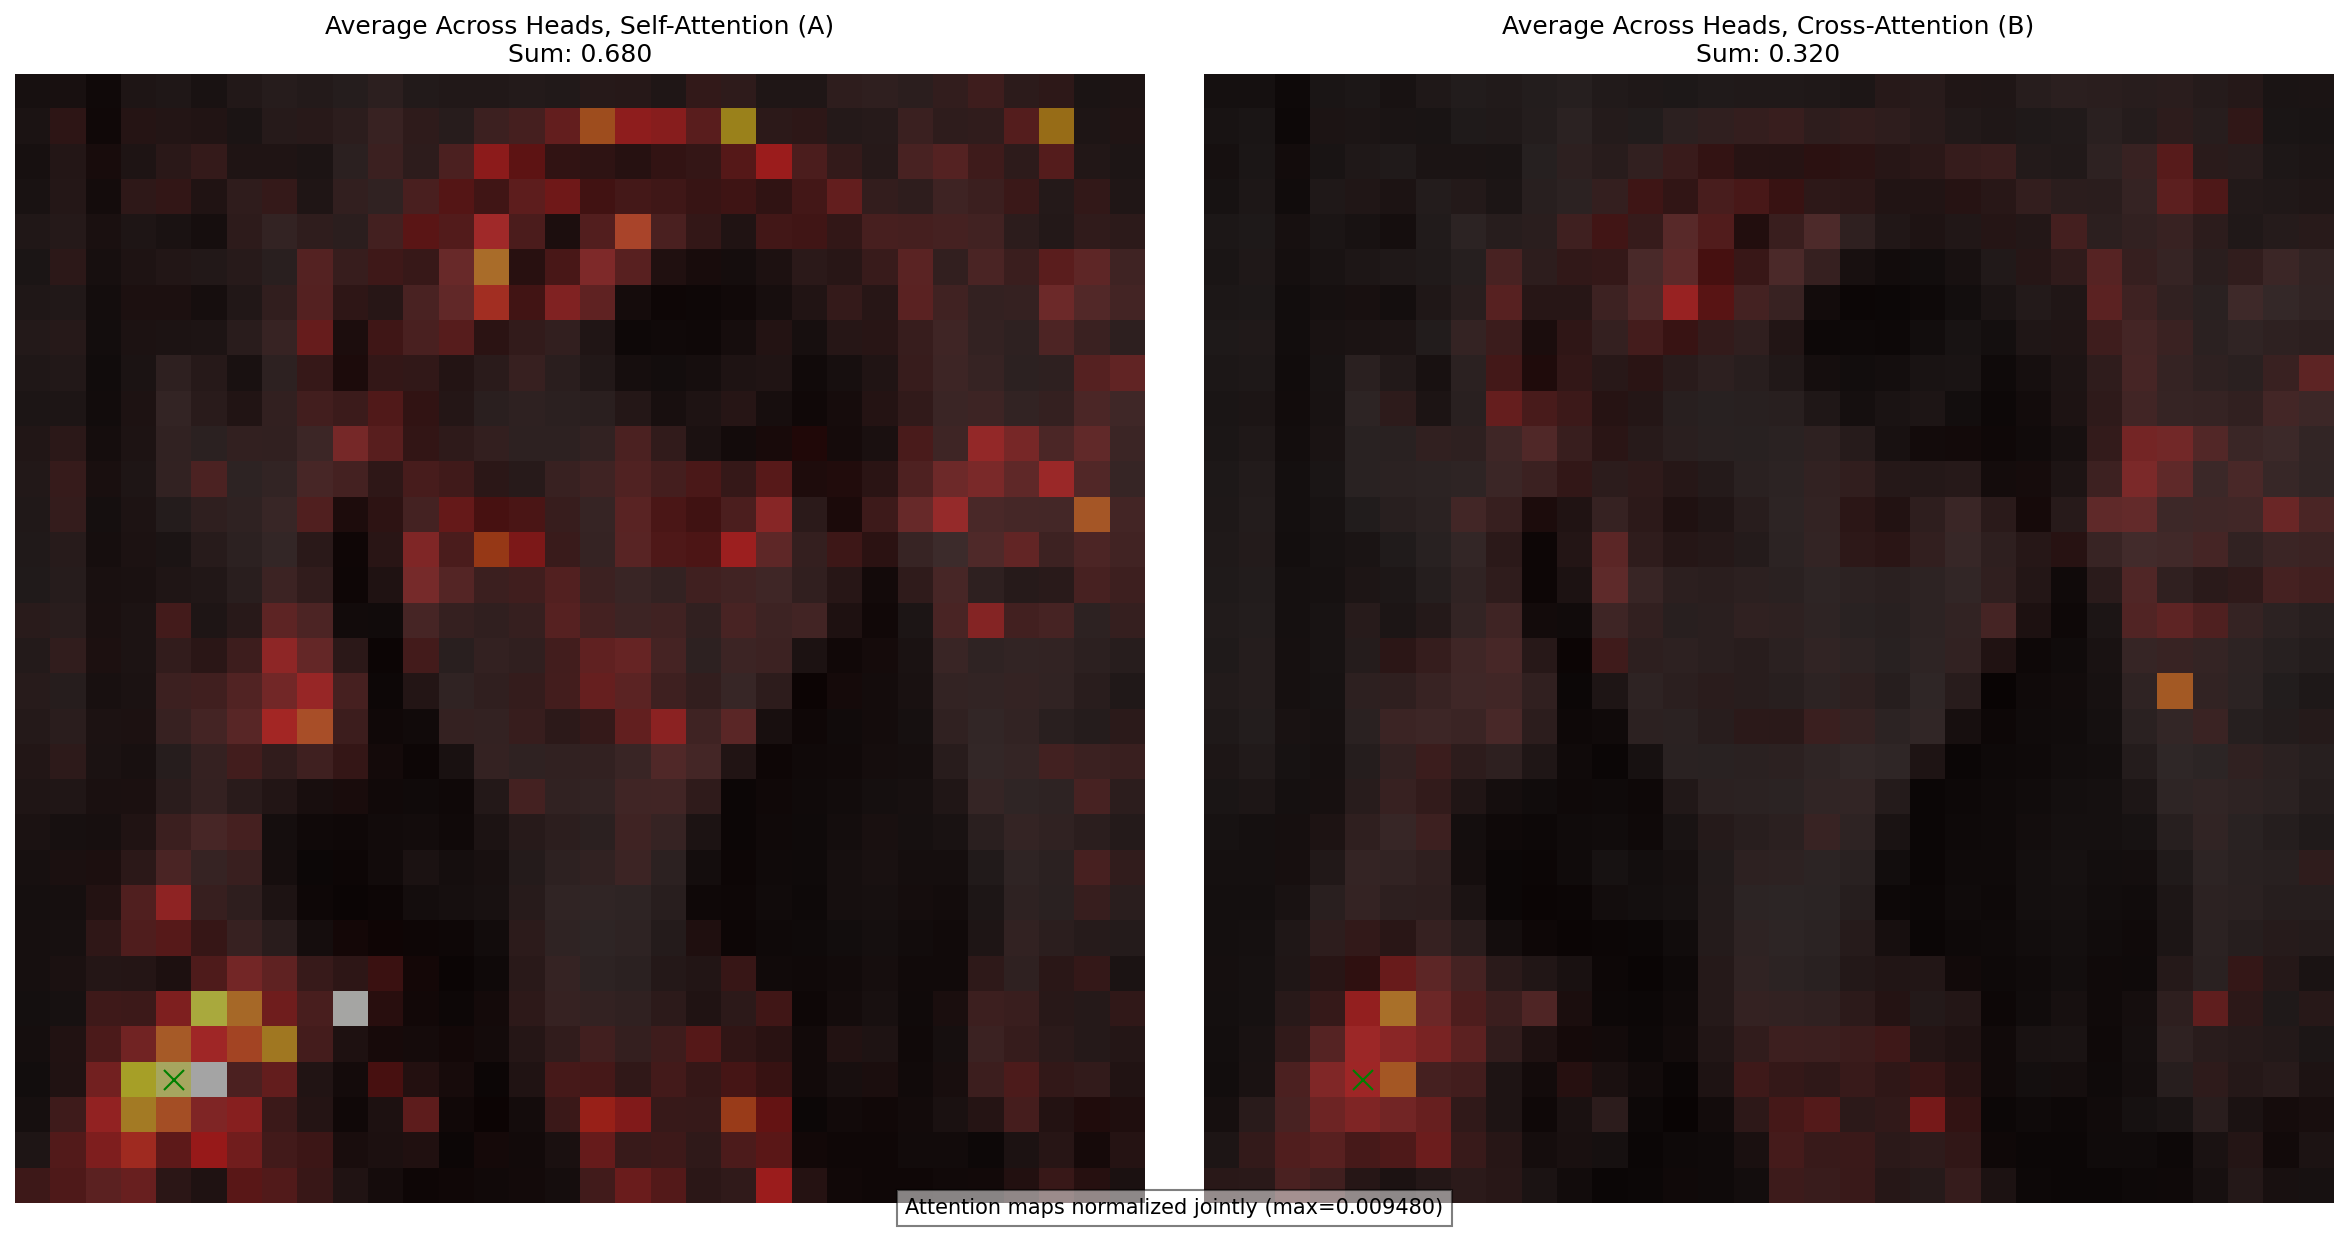 Average Across Heads, Self-Attention (A)
Sum: 0.680
Average Across Heads, Cross-Attention (B)
Sum: 0.320
Attention maps normalized jointly (max=0.009480)